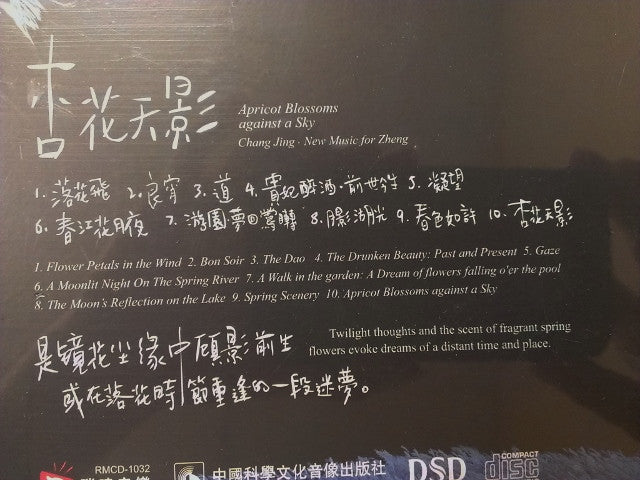 杏花天影
Apricot Blossoms
against a Sky
Chang Jing · New Music for Zheng
1. 落花飛 2. 良宵 3. 道 4. 貴妃醉酒·前世今生 5. 凝望
6. 春江花月夜 7. 游園夢回鶯囀 8. 月影湖光 9. 春色如許 10. 杏花天影
1. Flower Petals in the Wind 2. Bon Soir 3. The Dao 4. The Drunken Beauty: Past and Present 5. Gaze
6. A Moonlit Night On The Spring River 7. A Walk in the garden: A Dream of flowers falling o'er the pool
8. The Moon's Reflection on the Lake 9. Spring Scenery 10. Apricot Blossoms against a Sky
是鏡花尘缘中顧影前生
或在落花時節重逢的一段迷夢。
Twilight thoughts and the scent of fragrant spring
flowers evoke dreams of a distant time and place.
RMCD-1032
中國科學文化音像出版社
DSD
COMPACT
disc